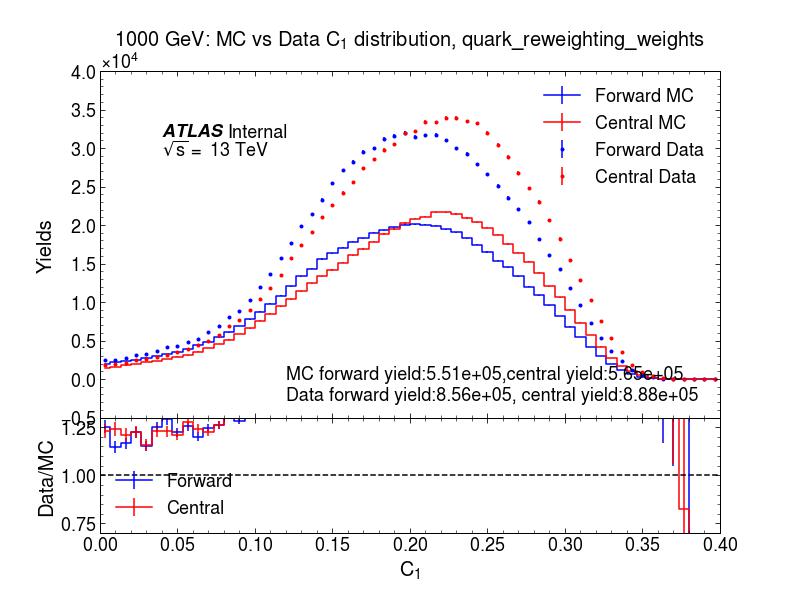 1000 GeV: MC vs Data C₁ distribution, quark_reweighting_weights
×10⁴
4.0
3.5
3.0
2.5
2.0
1.5
1.0
0.5
0.0
0.5
Yields
ATLAS Internal
√s = 13 TeV
Forward MC
Central MC
Forward Data
Central Data
MC forward yield:5.51e+05,central yield:5.65e+05
Data forward yield:8.56e+05, central yield:8.88e+05
1.25
1.00
0.75
Data/MC
Forward
Central
0.00 0.05 0.10 0.15 0.20 0.25 0.30 0.35 0.40
C₁